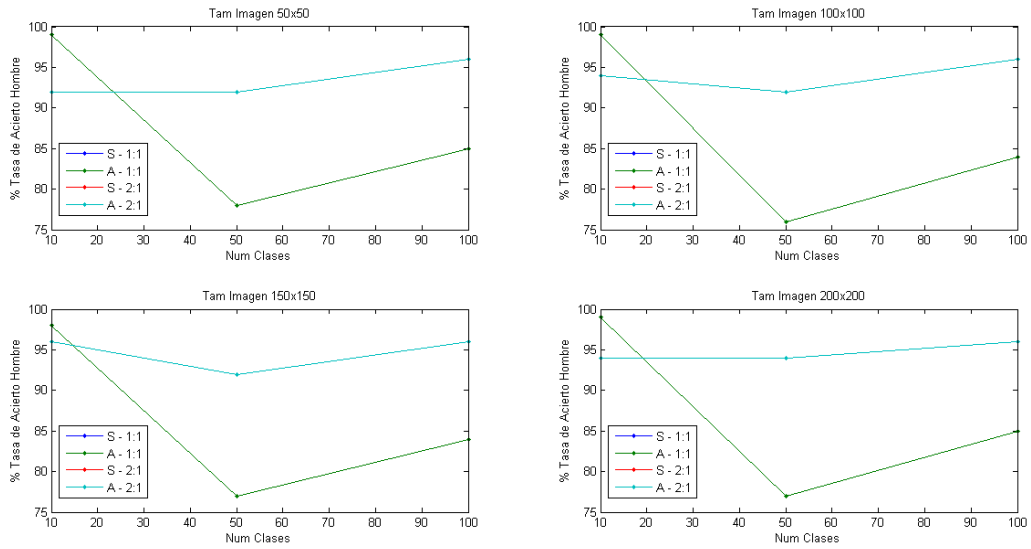 Tam Imagen 50x50
100
95
90
85
80
75
% Tasa de Acierto Hombre
S - 1:1
A - 1:1
S - 2:1
A - 2:1
10 20 30 40 50 60 70 80 90 100
Num Clases
Tam Imagen 100x100
100
95
90
85
80
75
% Tasa de Acierto Hombre
S - 1:1
A - 1:1
S - 2:1
A - 2:1
10 20 30 40 50 60 70 80 90 100
Num Clases
Tam Imagen 150x150
100
95
90
85
80
75
% Tasa de Acierto Hombre
S - 1:1
A - 1:1
S - 2:1
A - 2:1
10 20 30 40 50 60 70 80 90 100
Num Clases
Tam Imagen 200x200
100
95
90
85
80
75
% Tasa de Acierto Hombre
S - 1:1
A - 1:1
S - 2:1
A - 2:1
10 20 30 40 50 60 70 80 90 100
Num Clases